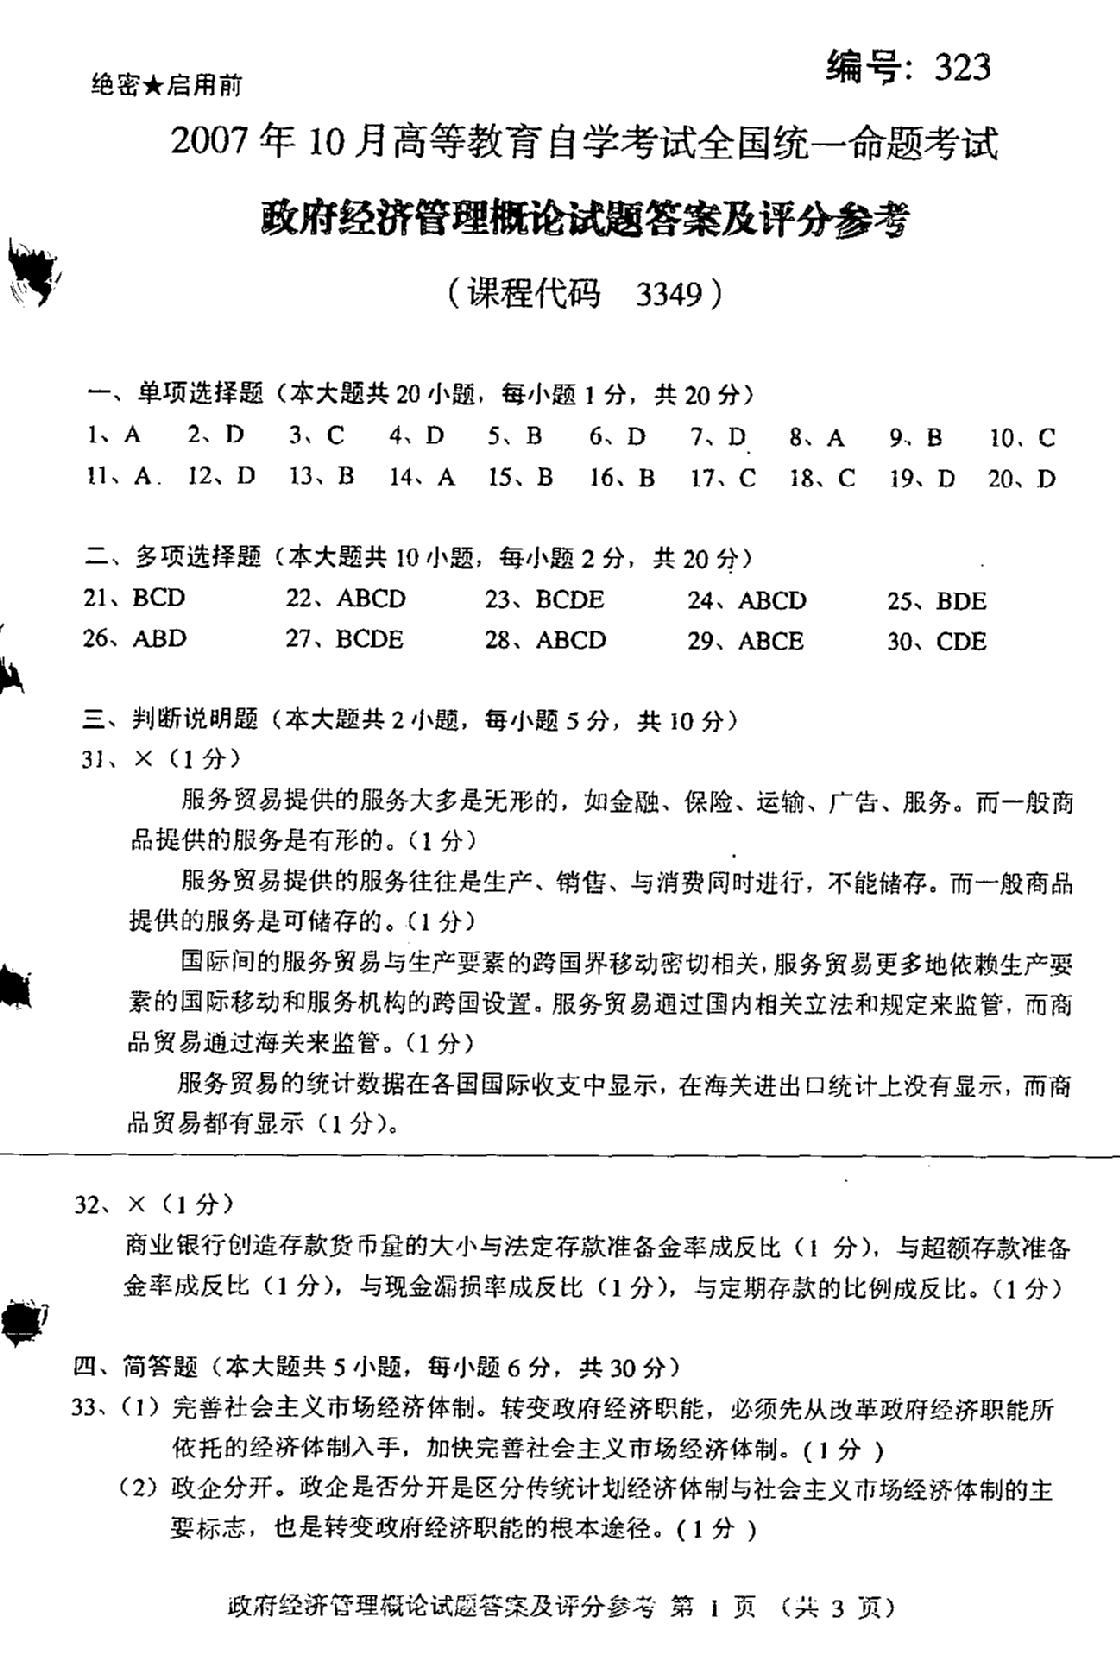 编号：323
绝密★启用前
2007 年 10 月高等教育自学考试全国统一命题考试
政府经济管理概论试题答案及评分参考
（课程代码 3349）
一、单项选择题（本大题共 20 小题，每小题 1 分，共 20 分）
1、A 2、D 3、C 4、D 5、B 6、D 7、D 8、A 9、B 10、C
11、A. 12、D 13、B 14、A 15、B 16、B 17、C 18、C 19、D 20、D
二、多项选择题（本大题共 10 小题，每小题 2 分，共 20 分）
21、BCD 22、ABCD 23、BCDE 24、ABCD 25、BDE
26、ABD 27、BCDE 28、ABCD 29、ABCE 30、CDE
三、判断说明题（本大题共 2 小题，每小题 5 分，共 10 分）
31、×（1 分）
服务贸易提供的服务大多是无形的，如金融、保险、运输、广告、服务。而一般商
品提供的服务是有形的。（1 分）
服务贸易提供的服务往往是生产、销售、与消费同时进行，不能储存。而一般商品
提供的服务是可储存的。（1 分）
国际间的服务贸易与生产要素的跨国界移动密切相关，服务贸易更多地依赖生产要
素的国际移动和服务机构的跨国设置。服务贸易通过国内相关立法和规定来监管，而商
品贸易通过海关来监管。（1 分）
服务贸易的统计数据在各国国际收支中显示，在海关进出口统计上没有显示，而商
品贸易都有显示（1 分）。
32、×（1 分）
商业银行创造存款货币量的大小与法定存款准备金率成反比（1 分），与超额存款准备
金率成反比（1 分），与现金漏损率成反比（1 分），与定期存款的比例成反比。（1 分）
四、简答题（本大题共 5 小题，每小题 6 分，共 30 分）
33、（1）完善社会主义市场经济体制。转变政府经济职能，必须先从改革政府经济职能所
依托的经济体制入手，加快完善社会主义市场经济体制。( 1 分 )
（2）政企分开。政企是否分开是区分传统计划经济体制与社会主义市场经济体制的主
要标志，也是转变政府经济职能的根本途径。( 1 分 )
政府经济管理概论试题答案及评分参考 第 1 页 （共 3 页）